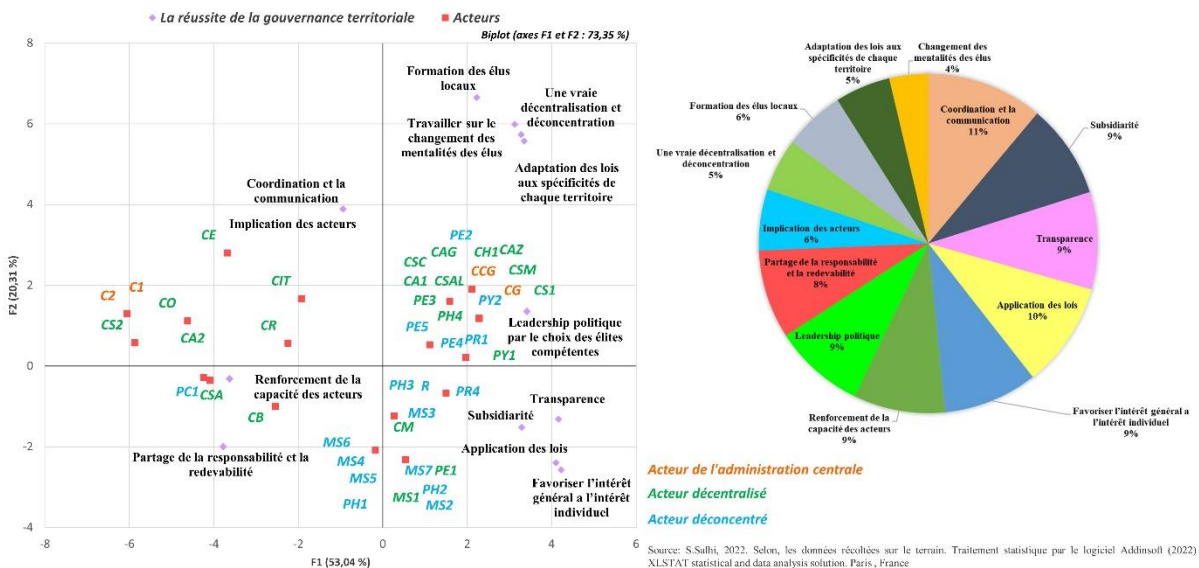 La réussite de la gouvernance territoriale
Acteurs
Biplot (axes F1 et F2 : 73,35 %)
Formation des élus
locaux
Une vraie
décentralisation et
déconcentration
Travailler sur le
changement des
mentalités des élus
Adaptation des lois
aux spécificités de
chaque territoire
Coordination et la
communication
Implication des acteurs
8
6
4
2
0
-2
-4
F2 (20,31 %)
CE
PE2
CSC
CAG
CH1
CAZ
CCG
CSM
CIT
CA1
CSAL
CG
CS1
C2
C1
CO
PE3
PY2
PH4
CS2
CA2
CR
PE5
PE4
PR1
PY1
Leadership politique
par le choix des élites
compétentes
PC1
CSA
Renforcement de la
capacité des acteurs
PH3
R
PR4
Transparence
CB
MS3
Subsidiarité
CM
MS6
MS4
MS5
PH1
Application des lois
Partage de la responsabilité et la
redevabilité
MS7
PE1
MS1
PH2
MS2
Favoriser l'intérêt
général a l'intérêt
individuel
-8
-6
-4
-2
0
2
4
6
F1 (53,04 %)
Adaptation des lois aux
spécificités de chaque
territoire
5%
Changement des
mentalités des élus
4%
Coordination et la
communication
11%
Subsidiarité
9%
Transparence
9%
Application des lois
10%
Favoriser l'intérêt général a
l'intérêt individuel
9%
Renforcement de la
capacité des acteurs
9%
Leadership politique
9%
Partage de la responsabilité
et la redevabilité
8%
Implication des acteurs
6%
Une vraie décentralisation et
déconcentration
5%
Formation des élus locaux
6%
Acteur de l'administration centrale
Acteur décentralisé
Acteur déconcentré
Source: S.Salhi, 2022. Selon, les données récoltées sur le terrain. Traitement statistique par le logiciel Addinsoft (2022)
XLSTAT statistical and data analysis solution. Paris , France